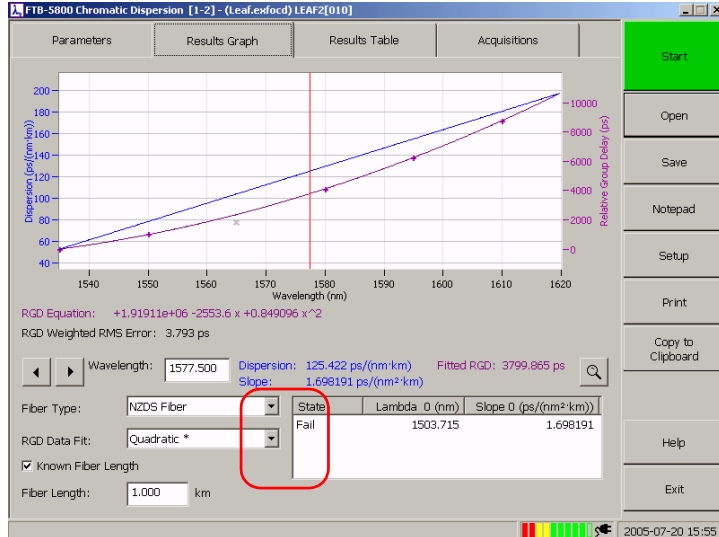 FTB-5800 Chromatic Dispersion [1-2] - (Leaf.exfocd) LEAF2[010]
Parameters Results Graph Results Table Acquisitions
Start
Open
Save
Notepad
Setup
Print
Copy to
Clipboard
Help
Exit
Dispersion (ps/(nm·km))
200
180
160
140
120
100
80
60
40
10000
8000
6000
4000
2000
0
Relative Group Delay (ps)
1540 1550 1560 1570 1580 1590 1600 1610 1620
Wavelength (nm)
RGD Equation: +1.91911e+06 -2553.6 x +0.849096 x^2
RGD Weighted RMS Error: 3.793 ps
Wavelength: 1577.500 Dispersion: 125.422 ps/(nm·km) Fitted RGD: 3799.865 ps
Slope: 1.698191 ps/(nm²·km)
Fiber Type: NZDS Fiber
RGD Data Fit: Quadratic *
Known Fiber Length
Fiber Length: 1.000 km
State Lambda 0 (nm) Slope 0 (ps/(nm²·km))
Fail 1503.715 1.698191
2005-07-20 15:55